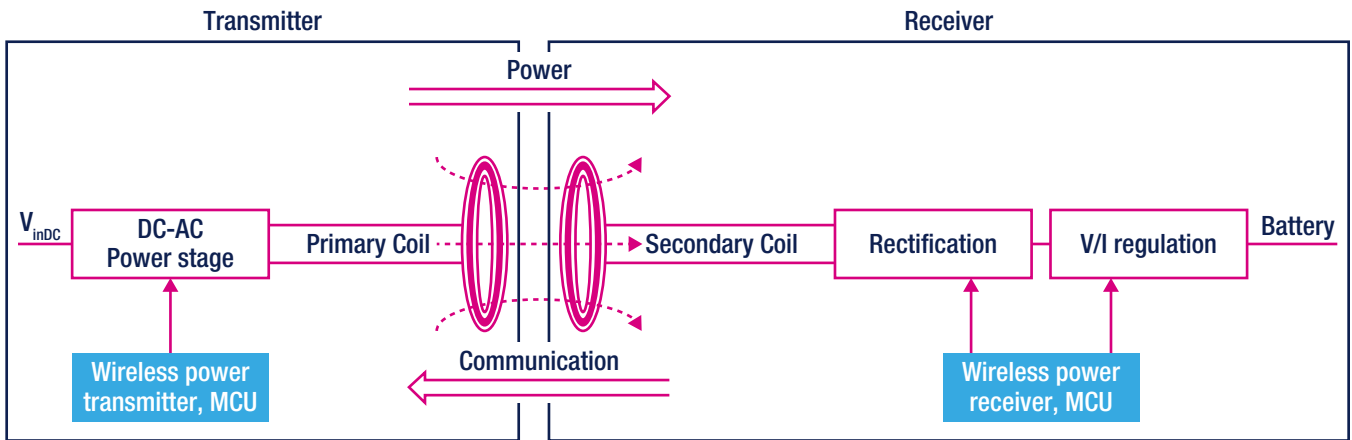 Transmitter
Receiver
Power
V inDC
DC-AC
Power stage
Primary Coil
Secondary Coil
Rectification
V/I regulation
Battery
Communication
Wireless power
transmitter, MCU
Wireless power
receiver, MCU